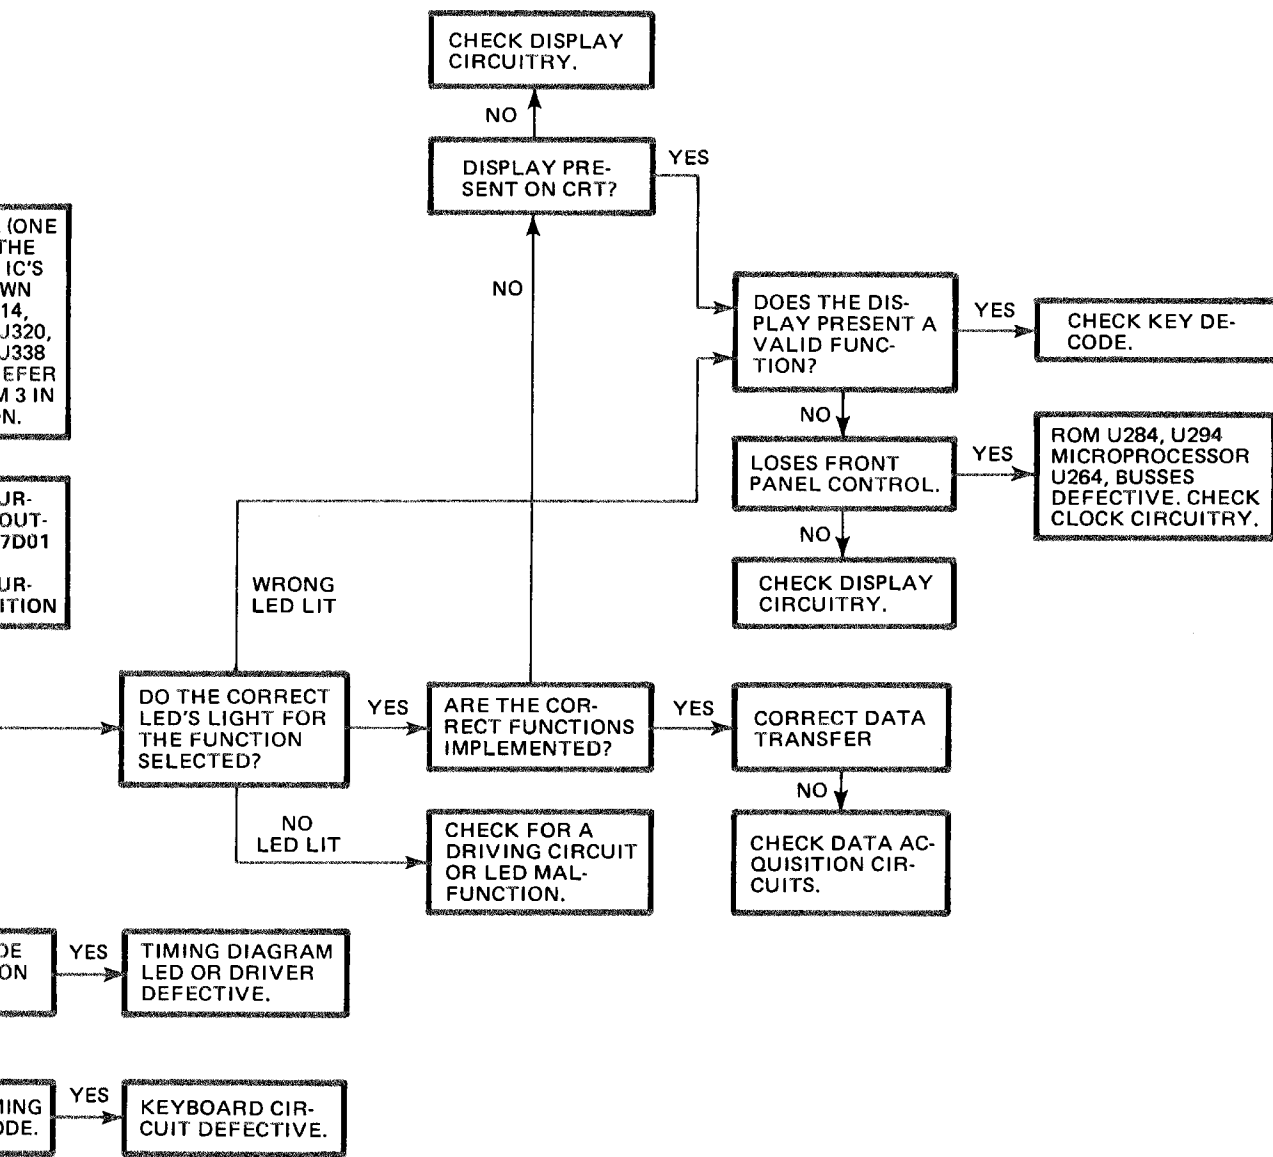 CHECK DISPLAY
CIRCUITRY.
NO
DISPLAY PRE-
SENT ON CRT?
YES
NO
(ONE
THE
IC'S
WN
14,
U320,
U338
EFER
M 3 IN
ON.
DOES THE DIS-
PLAY PRESENT A
VALID FUNC-
TION?
YES
CHECK KEY DE-
CODE.
NO
LOSES FRONT
PANEL CONTROL.
YES
ROM U284, U294
MICROPROCESSOR
U264, BUSSES
DEFECTIVE. CHECK
CLOCK CIRCUITRY.
NO
CHECK DISPLAY
CIRCUITRY.
UR-
OUT-
7D01
UR-
ITION
WRONG
LED LIT
DO THE CORRECT
LED'S LIGHT FOR
THE FUNCTION
SELECTED?
YES
ARE THE COR-
RECT FUNCTIONS
IMPLEMENTED?
YES
CORRECT DATA
TRANSFER
NO
CHECK DATA AC-
QUISITION CIR-
CUITS.
NO
LED LIT
CHECK FOR A
DRIVING CIRCUIT
OR LED MAL-
FUNCTION.
DE
ON
YES
TIMING DIAGRAM
LED OR DRIVER
DEFECTIVE.
MING
ODE.
YES
KEYBOARD CIR-
CUIT DEFECTIVE.